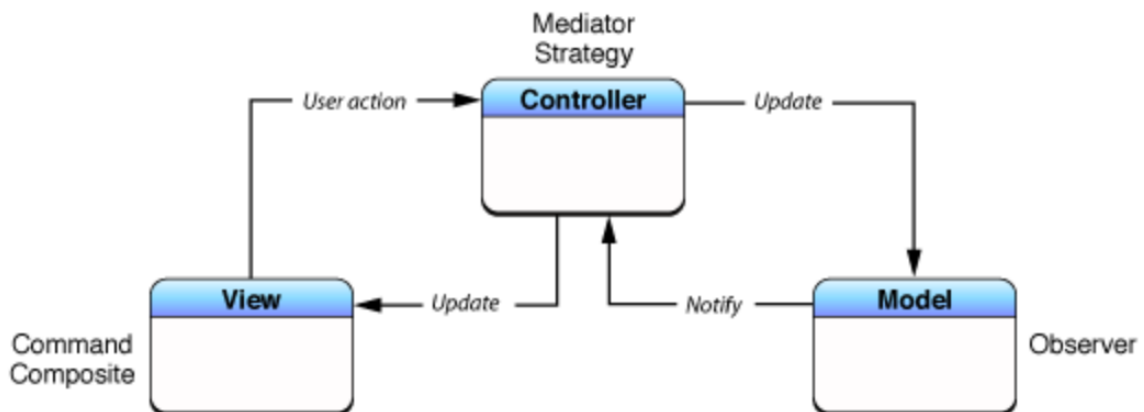 Mediator
Strategy
Controller
User action
Update
View
Update
Notify
Model
Command
Composite
Observer